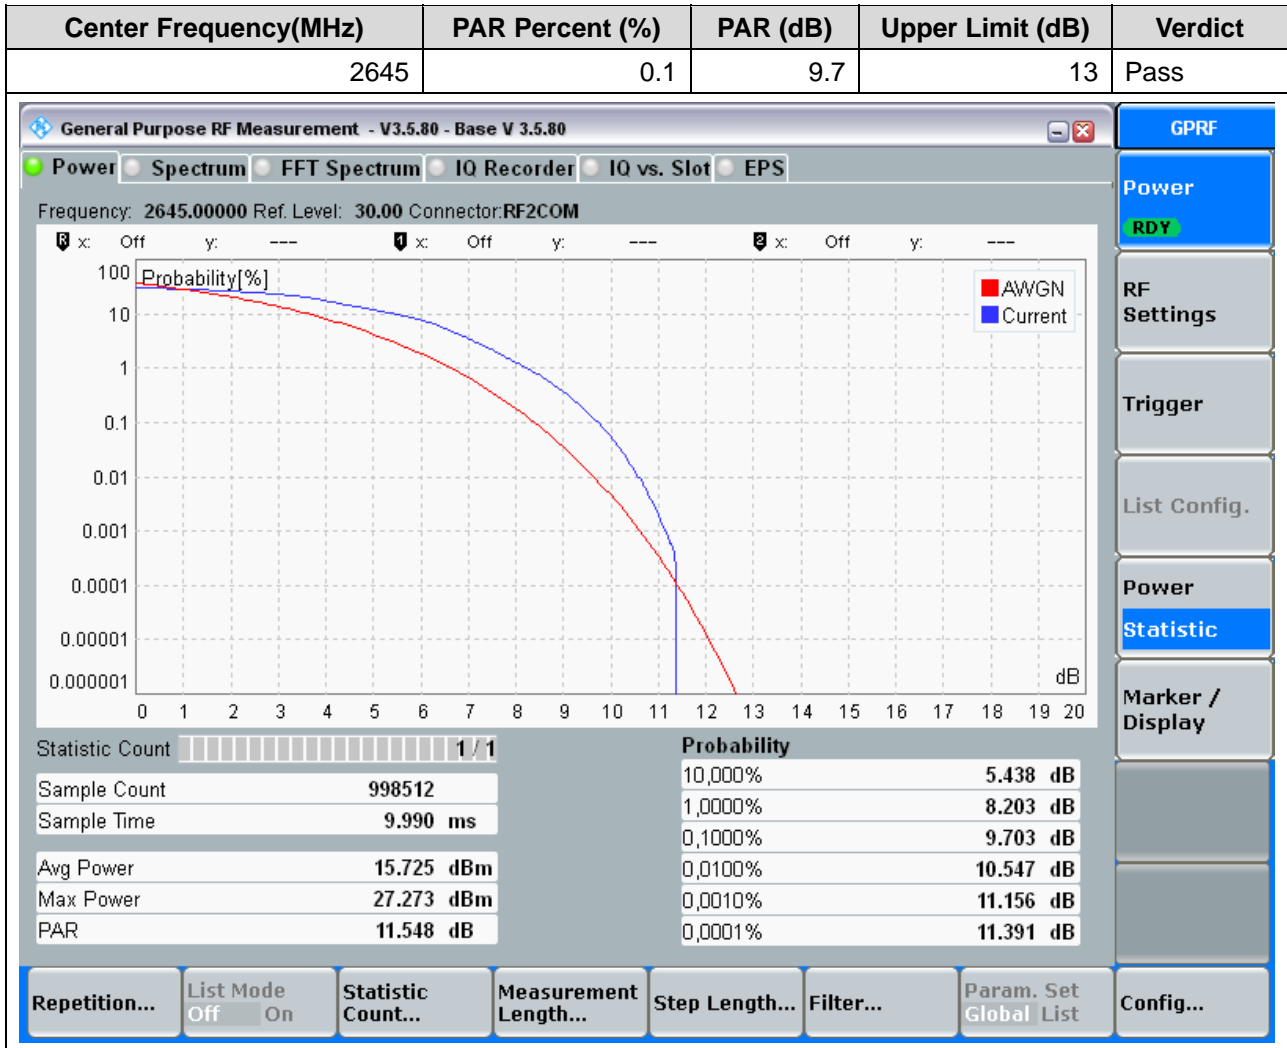 Center Frequency(MHz) PAR Percent (%) PAR (dB) Upper Limit (dB) Verdict
2645 0.1 9.7 13 Pass
General Purpose RF Measurement - V3.5.80 - Base V 3.5.80
GPRF
Power Spectrum FFT Spectrum IQ Recorder IQ vs. Slot EPS
Frequency: 2645.00000 Ref. Level: 30.00 Connector:RF2COM
R x: Off y: --- 1 x: Off y: --- 2 x: Off y: ---
Probability[%]
AWGN
Current
100
10
1
0.1
0.01
0.001
0.0001
0.00001
0.000001
dB
0 1 2 3 4 5 6 7 8 9 10 11 12 13 14 15 16 17 18 19 20
Statistic Count 1 / 1
Sample Count 998512
Sample Time 9.990 ms
Avg Power 15.725 dBm
Max Power 27.273 dBm
PAR 11.548 dB
Probability
10,000% 5.438 dB
1,0000% 8.203 dB
0,1000% 9.703 dB
0,0100% 10.547 dB
0,0010% 11.156 dB
0,0001% 11.391 dB
Power
RDY
RF
Settings
Trigger
List Config.
Power
Statistic
Marker /
Display
Repetition...
List Mode
Off On
Statistic
Count...
Measurement
Length...
Step Length...
Filter...
Param. Set
Global List
Config...